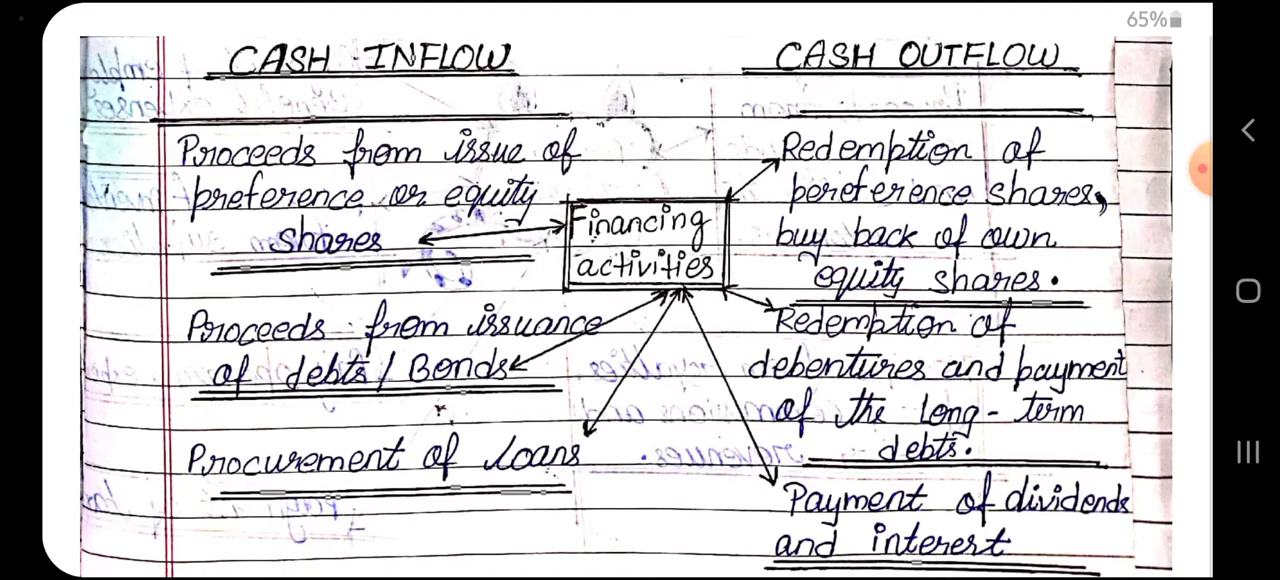 65%
CASH INFLOW
CASH OUTFLOW
Proceeds from issue of
preference or equity
shares
Financing
activities
Redemption of
pereference shares,
buy back of own
equity shares.
Proceeds from issuance
of debts / Bonds
Redemption of
debentures and payment
of the long-term
debts.
Procurement of loans
Payment of dividends
and interert